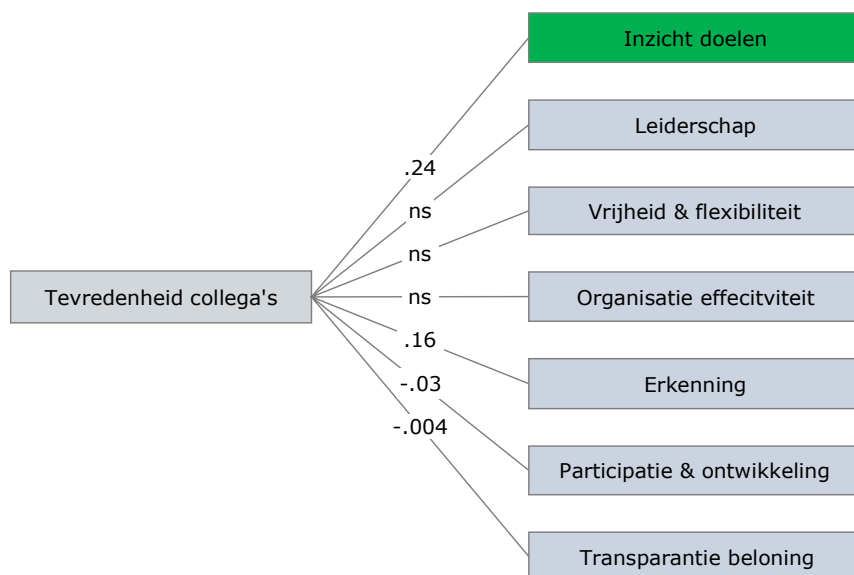 Inzicht doelen
Leiderschap
.24
ns
Vrijheid & flexibiliteit
ns
Tevredenheid collega's
ns
Organisatie effecitviteit
.16
Erkenning
-.03
-.004
Participatie & ontwikkeling
Transparantie beloning